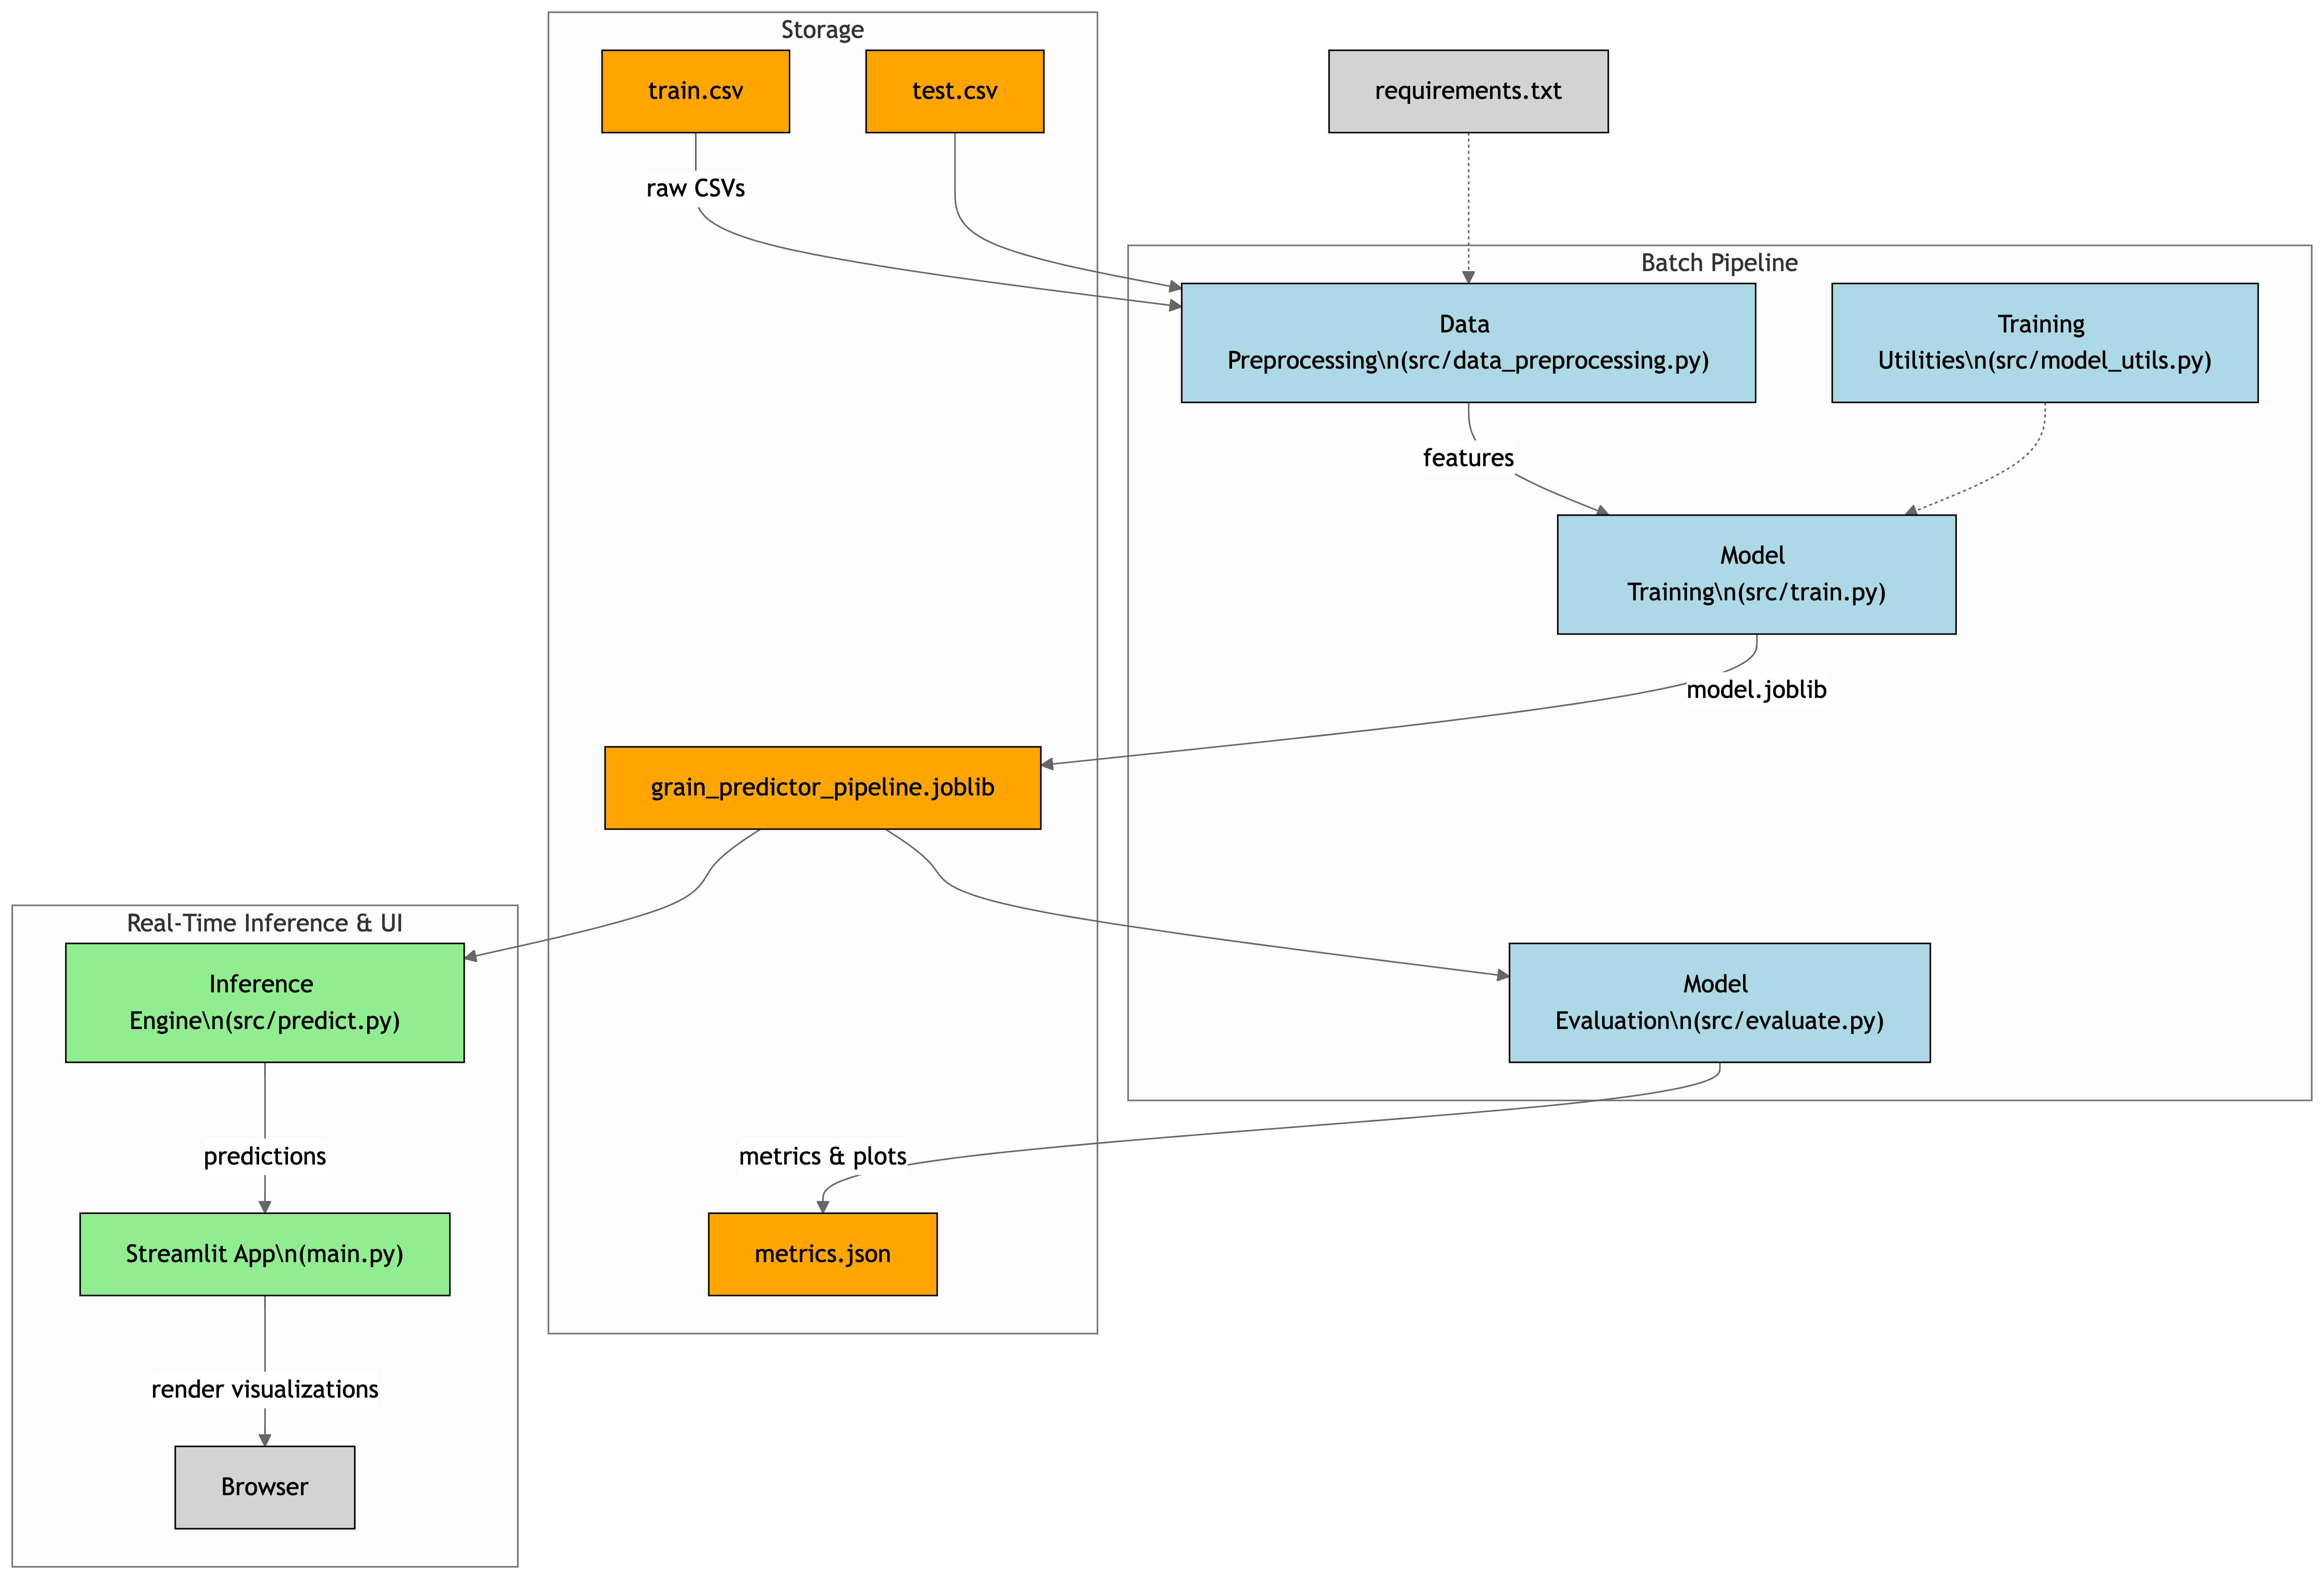 Storage
train.csv
test.csv
requirements.txt
raw CSVs
Batch Pipeline
Data
Preprocessing\n(src/data_preprocessing.py)
Training
Utilities\n(src/model_utils.py)
features
Model
Training\n(src/train.py)
model.joblib
grain_predictor_pipeline.joblib
Real-Time Inference & UI
Inference
Engine\n(src/predict.py)
Model
Evaluation\n(src/evaluate.py)
predictions
metrics & plots
Streamlit App\n(main.py)
metrics.json
render visualizations
Browser